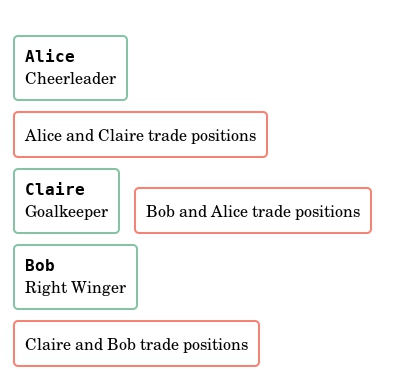 Alice
Cheerleader
Alice and Claire trade positions
Claire
Goalkeeper
Bob and Alice trade positions
Bob
Right Winger
Claire and Bob trade positions